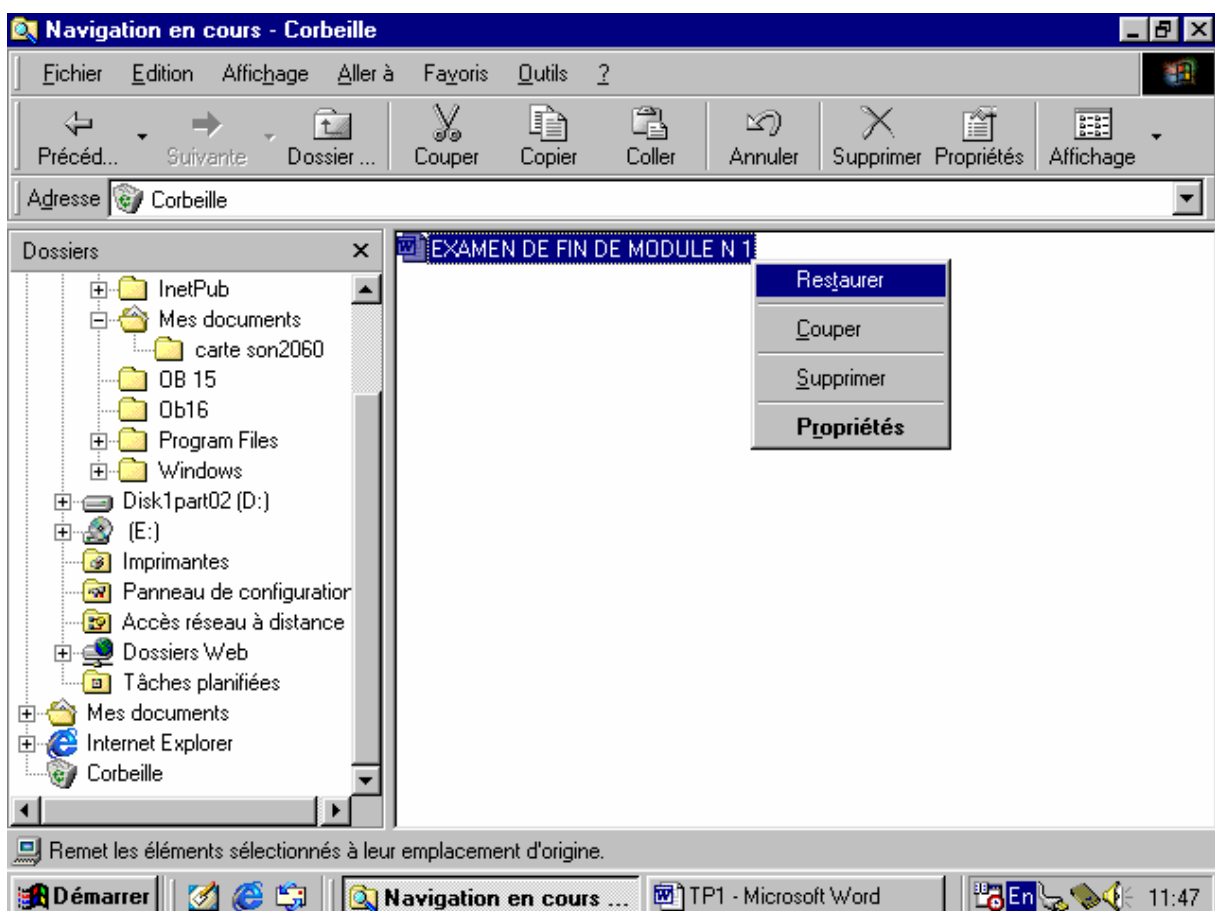 Navigation en cours - Corbeille
Fichier Edition Affichage Aller à Favoris Outils ?
Précéd... Suivante Dossier ... Couper Copier Coller Annuler Supprimer Propriétés Affichage
Adresse Corbeille
Dossiers
InetPub
Mes documents
carte son2060
OB 15
Ob16
Program Files
Windows
Disk1part02 (D:)
(E:)
Imprimantes
Panneau de configuration
Accès réseau à distance
Dossiers Web
Tâches planifiées
Mes documents
Internet Explorer
Corbeille
EXAMEN DE FIN DE MODULE N 1
Restaurer
Couper
Supprimer
Propriétés
Remet les éléments sélectionnés à leur emplacement d'origine.
Démarrer Navigation en cours ... TP1 - Microsoft Word En 11:47